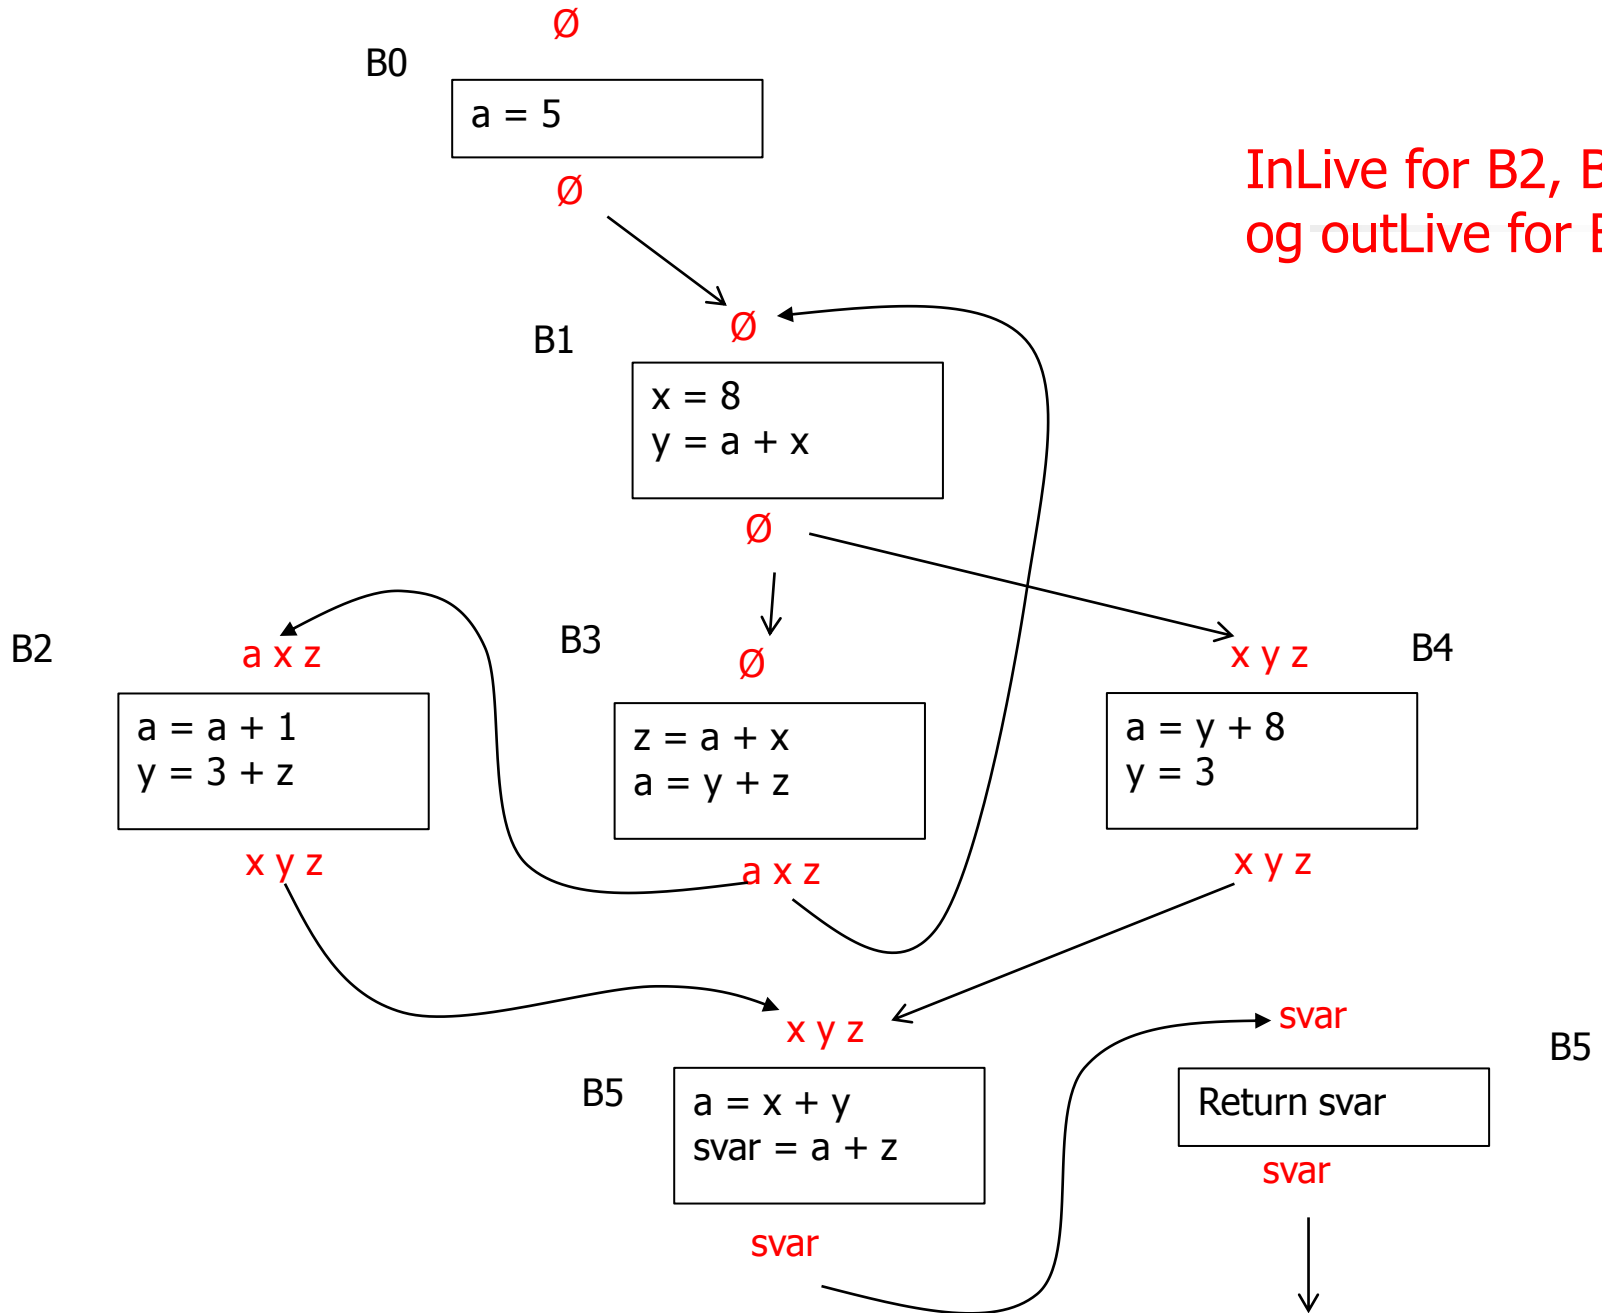 Ø
B0
a = 5
Ø
InLive for B2, B
og outLive for B
Ø
B1
x = 8
y = a + x
Ø
B2
a x z
a = a + 1
y = 3 + z
x y z
B3
Ø
z = a + x
a = y + z
a x z
x y z
B4
a = y + 8
y = 3
x y z
x y z
B5
a = x + y
svar = a + z
svar
svar
B5
Return svar
svar